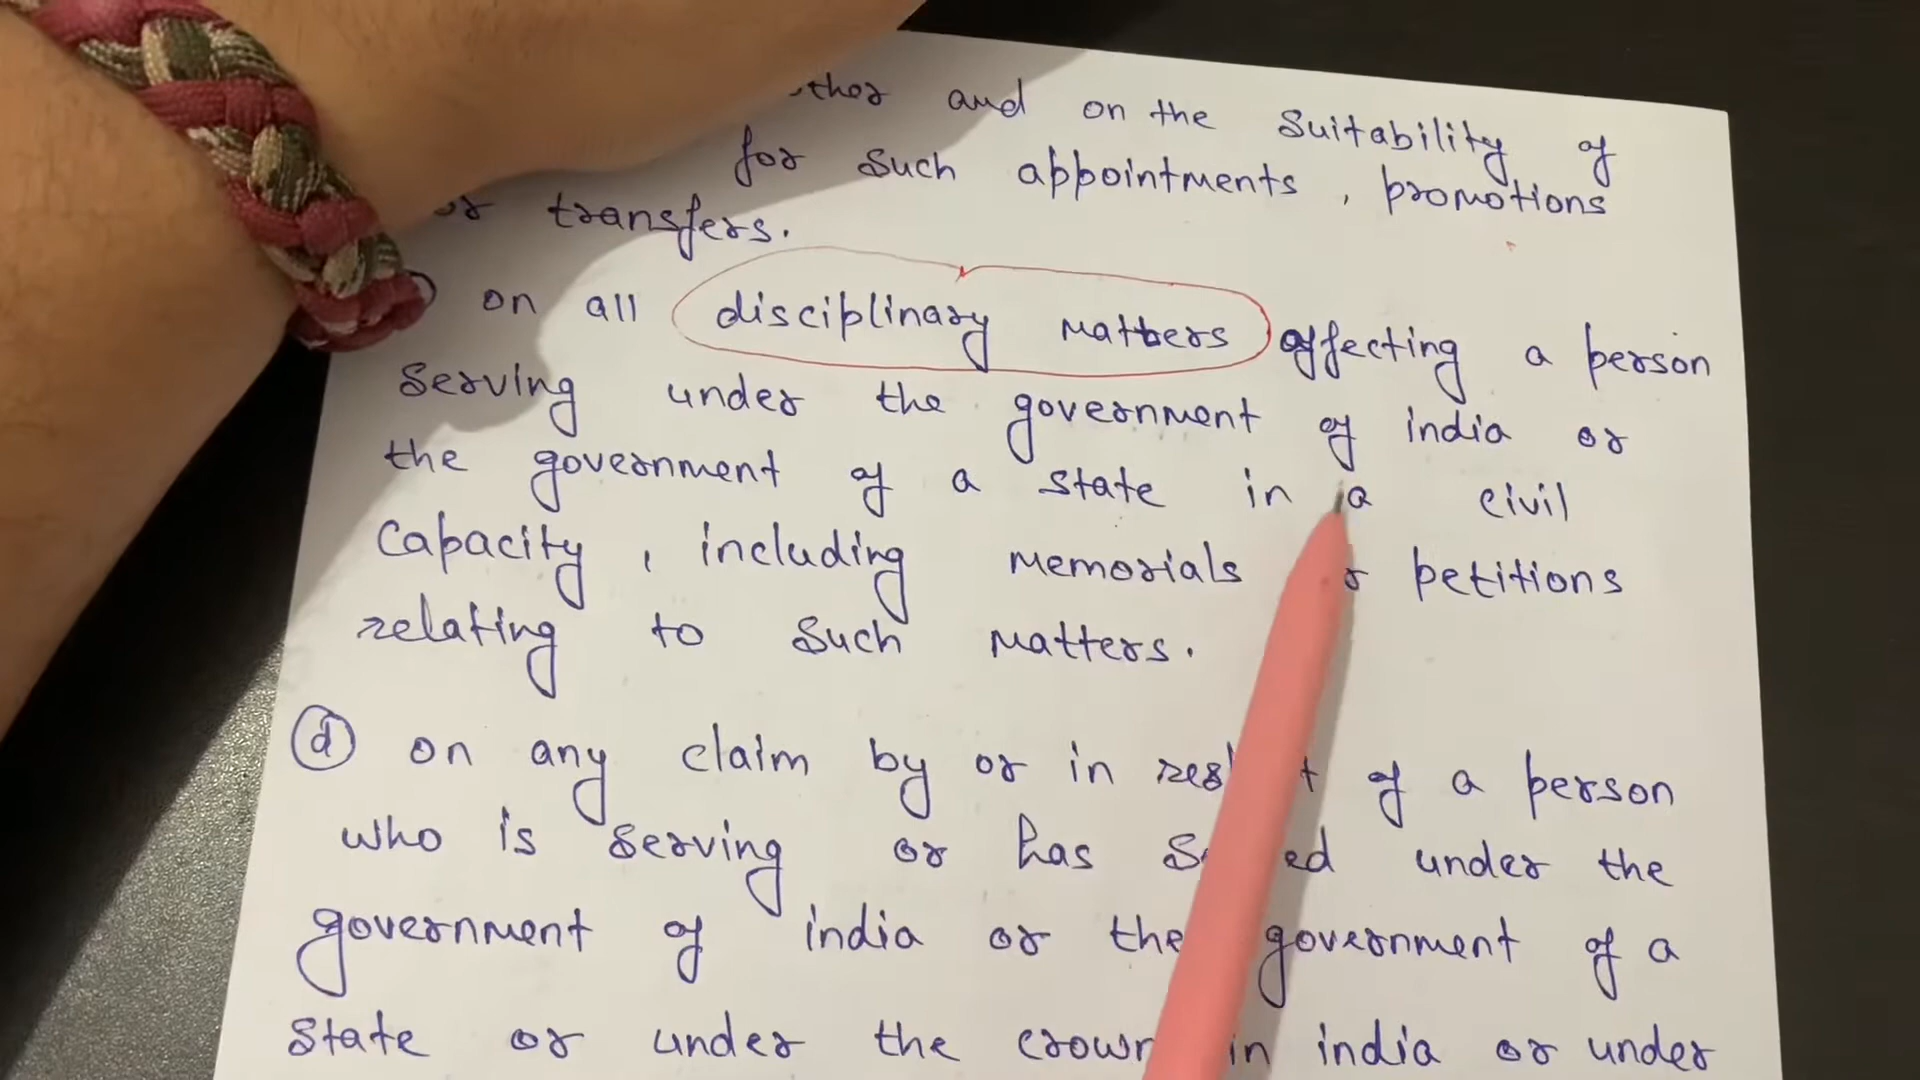 and on the suitability of
for such appointments, promotions
transfers.
on all disciplinary matters affecting a person
serving under the government of india or
the government of a state in a civil
capacity, including memorials petitions
relating to such matters.
(d) on any claim by or in of a person
who is serving or has under the
government of india or the government of a
state or under the crown in india or under